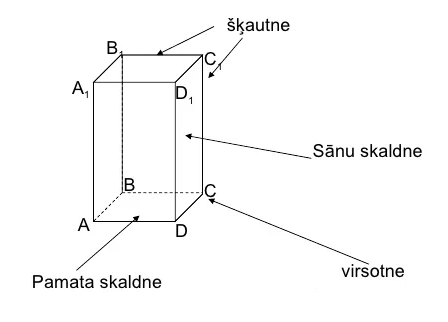 šķautne
B₁
C₁
A₁
D₁
Sānu skaldne
B
C
A
D
virsotne
Pamata skaldne